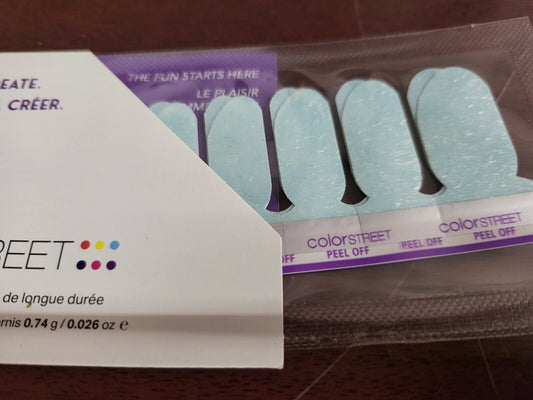 EATE.
CRÉER.
THE FUN STARTS HERE
LE PLAISIR
REET
de longue durée
rnis 0.74 g / 0.026 oz e
colorSTREET
PEEL OFF
PEEL OFF
colorSTREET
PEEL OFF